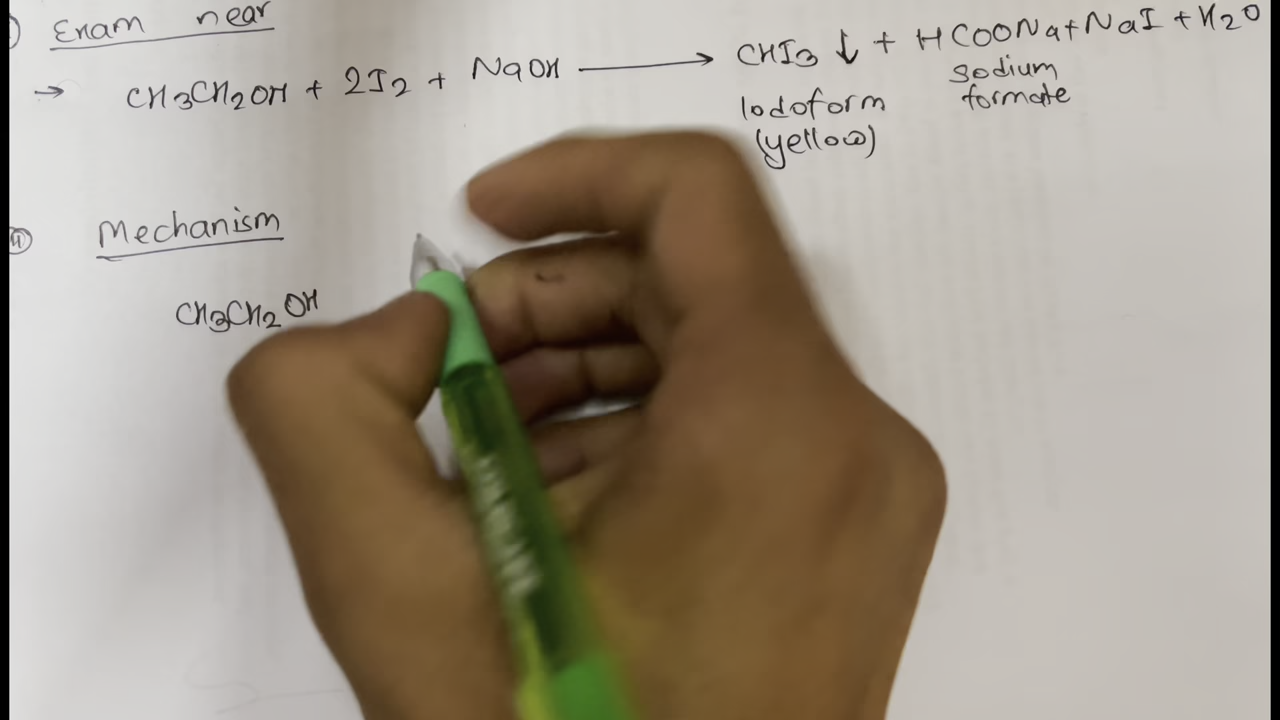 Exam near
→ CH3CH2OH + 2I2 + NaOH ⟶ CHI3 ↓ + HCOONa + NaI + H2O
Iodoform
(yellow)
sodium
formate
Mechanism
CH3CH2OH